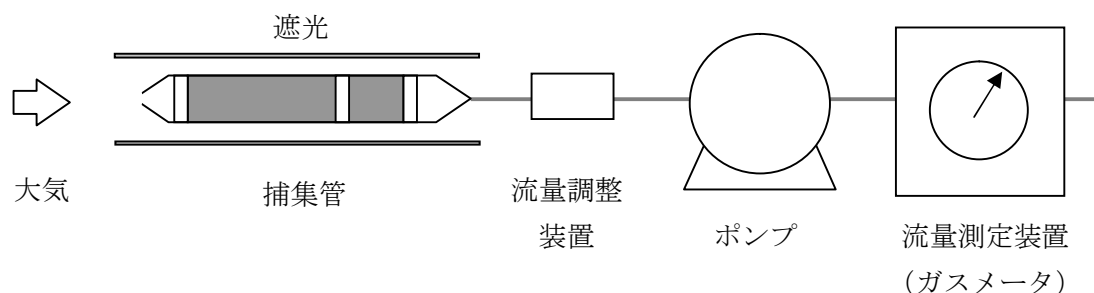 遮光
大気
捕集管
流量調整
装置
ポンプ
流量測定装置
(ガスメータ)